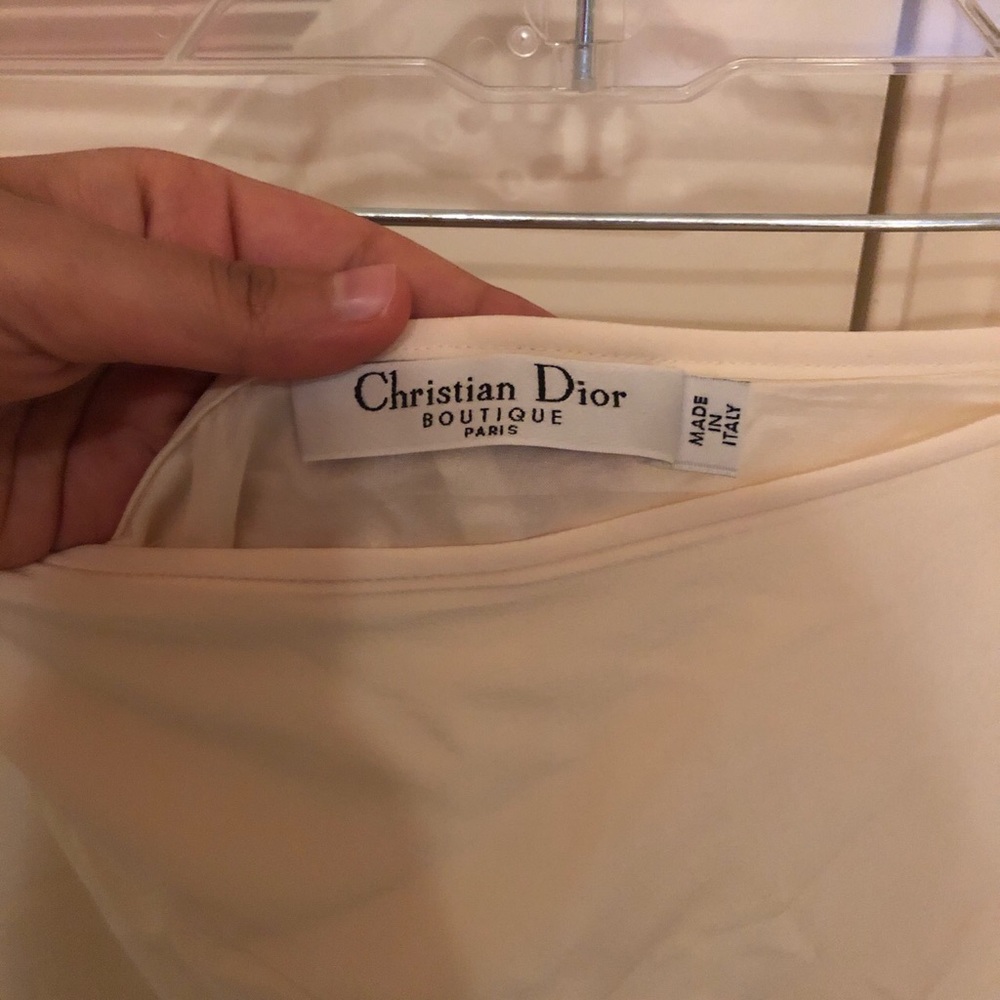 Christian Dior
BOUTIQUE
PARIS
MADE
IN
ITALY